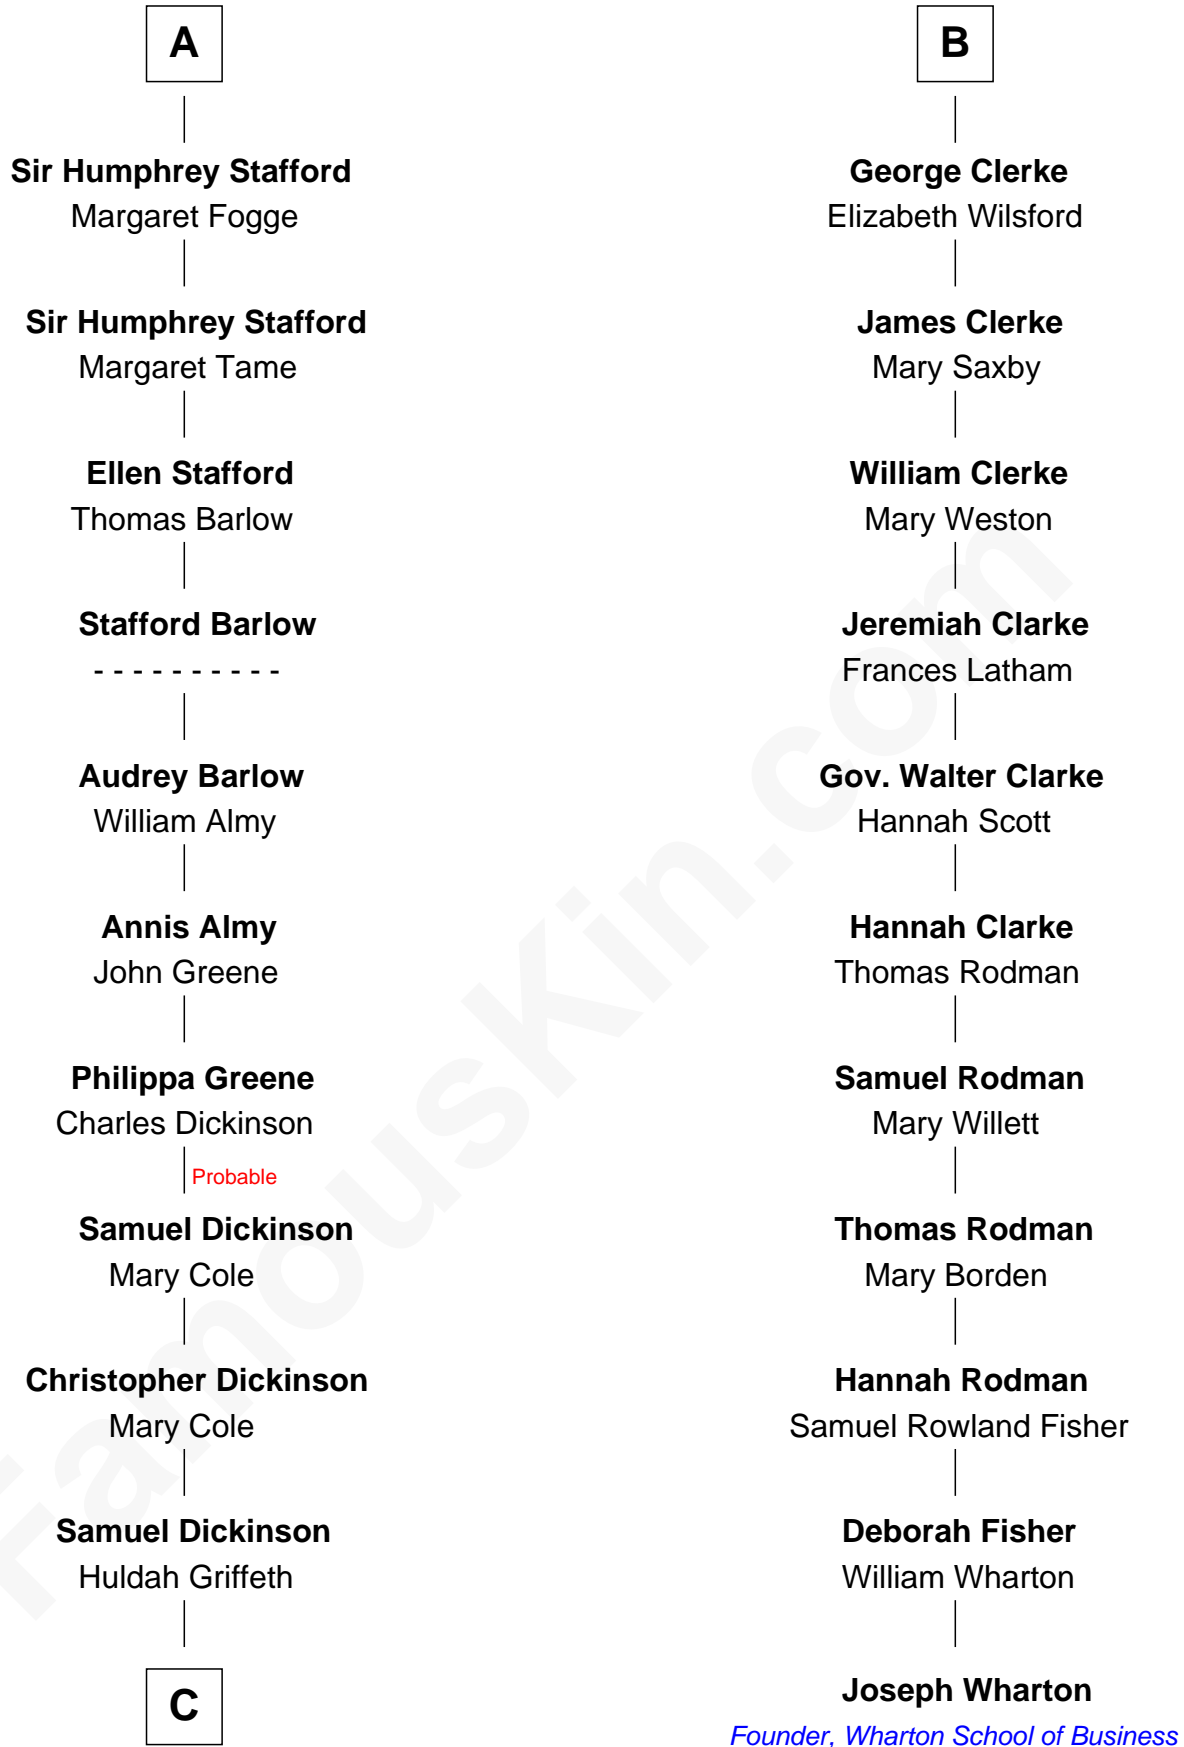 A
Sir Humphrey Stafford
Margaret Fogge
Sir Humphrey Stafford
Margaret Tame
Ellen Stafford
Thomas Barlow
Stafford Barlow
- - - - - - - - - -
Audrey Barlow
William Almy
Annis Almy
John Greene
Philippa Greene
Charles Dickinson
Probable
Samuel Dickinson
Mary Cole
Christopher Dickinson
Mary Cole
Samuel Dickinson
Huldah Griffeth
C
B
George Clerke
Elizabeth Wilsford
James Clerke
Mary Saxby
William Clerke
Mary Weston
Jeremiah Clarke
Frances Latham
Gov. Walter Clarke
Hannah Scott
Hannah Clarke
Thomas Rodman
Samuel Rodman
Mary Willett
Thomas Rodman
Mary Borden
Hannah Rodman
Samuel Rowland Fisher
Deborah Fisher
William Wharton
Joseph Wharton
Founder, Wharton School of Business
FamousKin.com